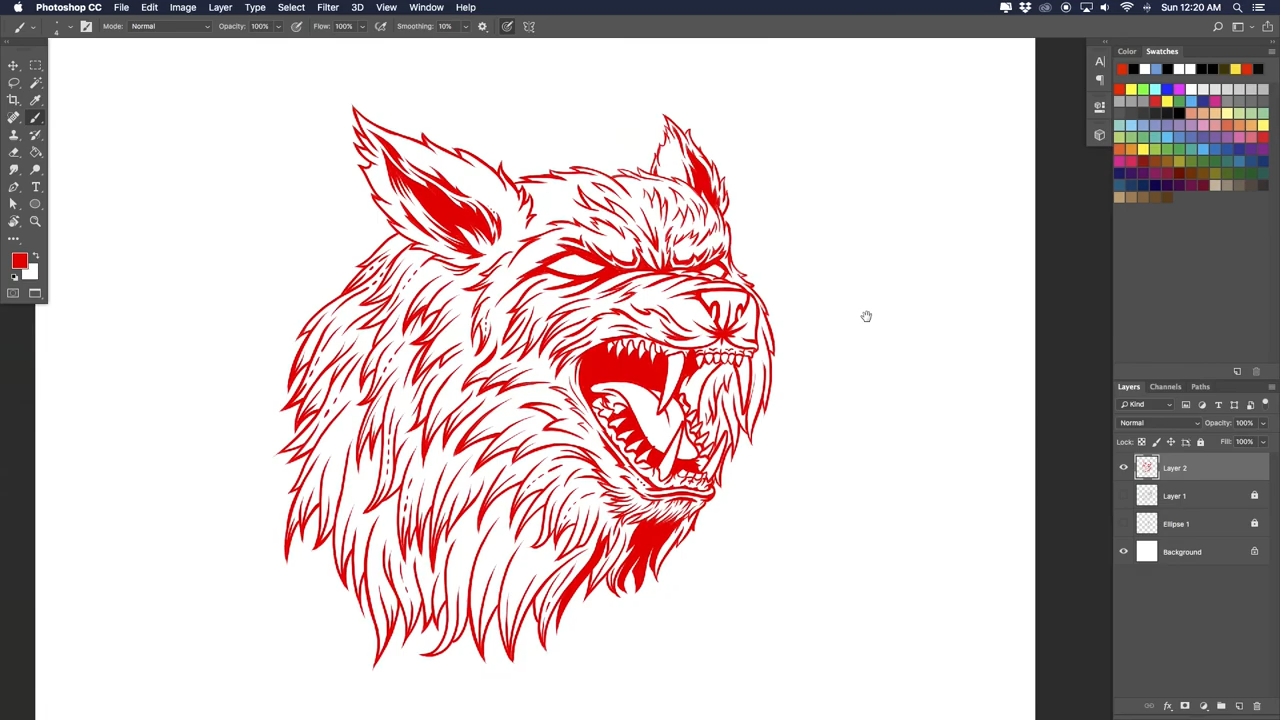 Photoshop CC File Edit Image Layer Type Select Filter 3D View Window Help Sun 12:20 AM
4 Mode: Normal Opacity: 100% Flow: 100% Smoothing: 10%
Color Swatches
Layers Channels Paths
Kind
Normal Opacity: 100%
Lock: Fill: 100%
Layer 2
Layer 1
Ellipse 1
Background